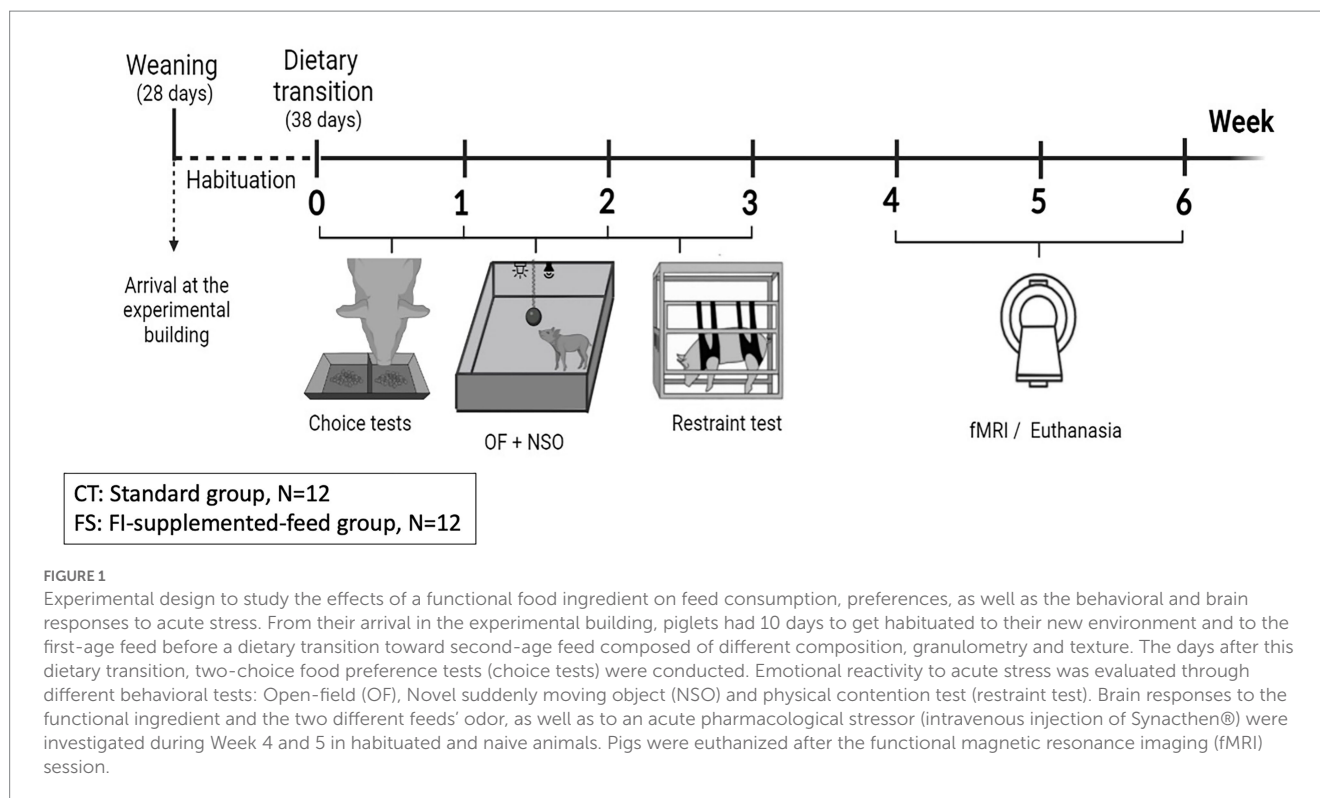 Weaning
(28 days)
Dietary
transition
(38 days)
Week
Habituation
0 1 2 3 4 5 6
Arrival at the
experimental
building
Choice tests
OF + NSO
Restraint test
fMRI / Euthanasia
CT: Standard group, N=12
FS: FI-supplemented-feed group, N=12
FIGURE 1
Experimental design to study the effects of a functional food ingredient on feed consumption, preferences, as well as the behavioral and brain
responses to acute stress. From their arrival in the experimental building, piglets had 10 days to get habituated to their new environment and to the
first-age feed before a dietary transition toward second-age feed composed of different composition, granulometry and texture. The days after this
dietary transition, two-choice food preference tests (choice tests) were conducted. Emotional reactivity to acute stress was evaluated through
different behavioral tests: Open-field (OF), Novel suddenly moving object (NSO) and physical contention test (restraint test). Brain responses to the
functional ingredient and the two different feeds' odor, as well as to an acute pharmacological stressor (intravenous injection of Synacthen®) were
investigated during Week 4 and 5 in habituated and naive animals. Pigs were euthanized after the functional magnetic resonance imaging (fMRI)
session.